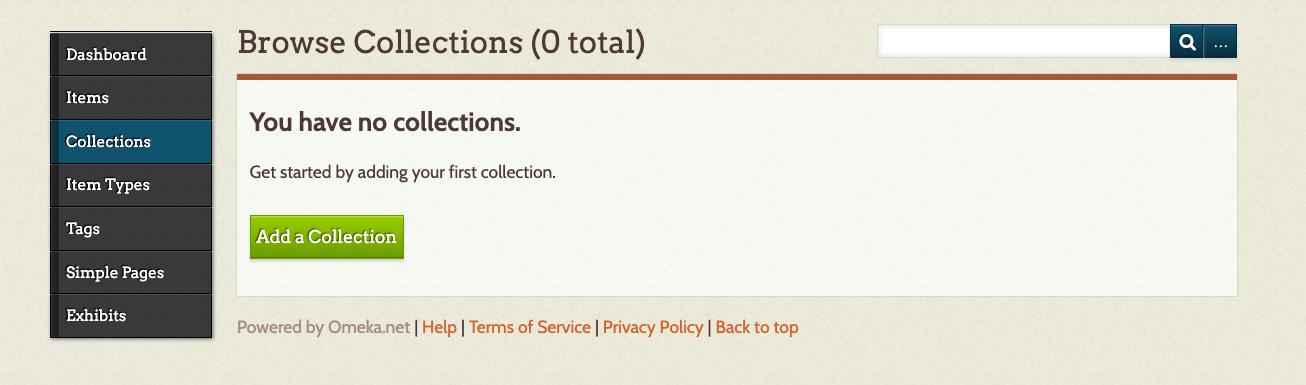 Dashboard
Items
Collections
Item Types
Tags
Simple Pages
Exhibits
Browse Collections (0 total)
...
You have no collections.
Get started by adding your first collection.
Add a Collection
Powered by Omeka.net | Help | Terms of Service | Privacy Policy | Back to top